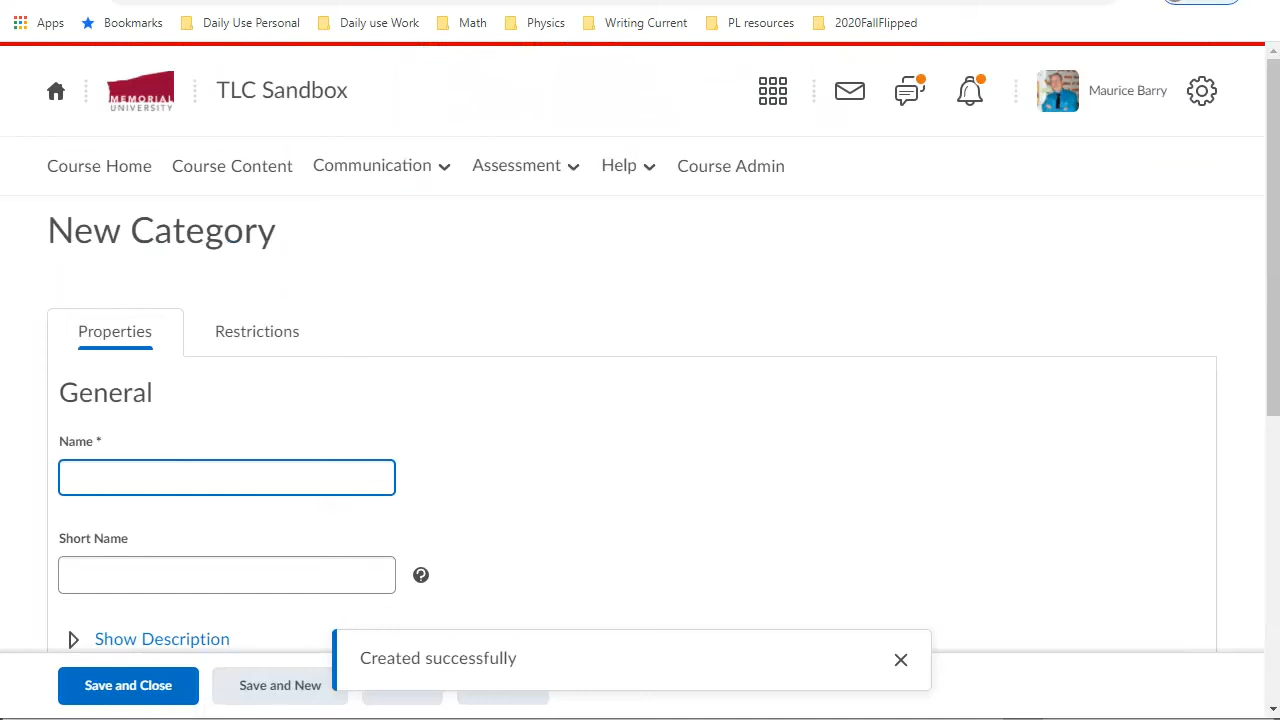 Apps Bookmarks Daily Use Personal Daily use Work Math Physics Writing Current PL resources 2020FallFlipped
MEMORIAL
UNIVERSITY
TLC Sandbox
Maurice Barry
Course Home Course Content Communication Assessment Help Course Admin
New Category
Properties Restrictions
General
Name *
Short Name
?
Show Description
Created successfully
Save and Close Save and New